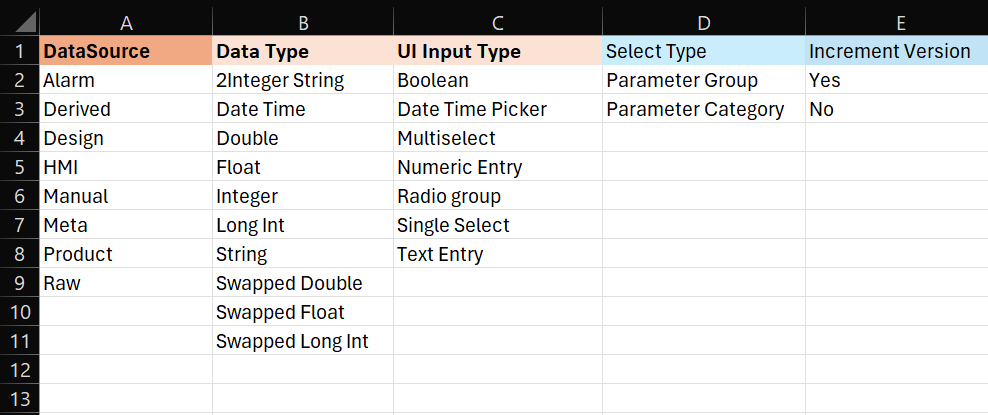 A B C D E
1 DataSource Data Type UI Input Type Select Type Increment Version
2 Alarm 2Integer String Boolean Parameter Group Yes
3 Derived Date Time Date Time Picker Parameter Category No
4 Design Double Multiselect
5 HMI Float Numeric Entry
6 Manual Integer Radio group
7 Meta Long Int Single Select
8 Product String Text Entry
9 Raw Swapped Double
10 Swapped Float
11 Swapped Long Int
12
13